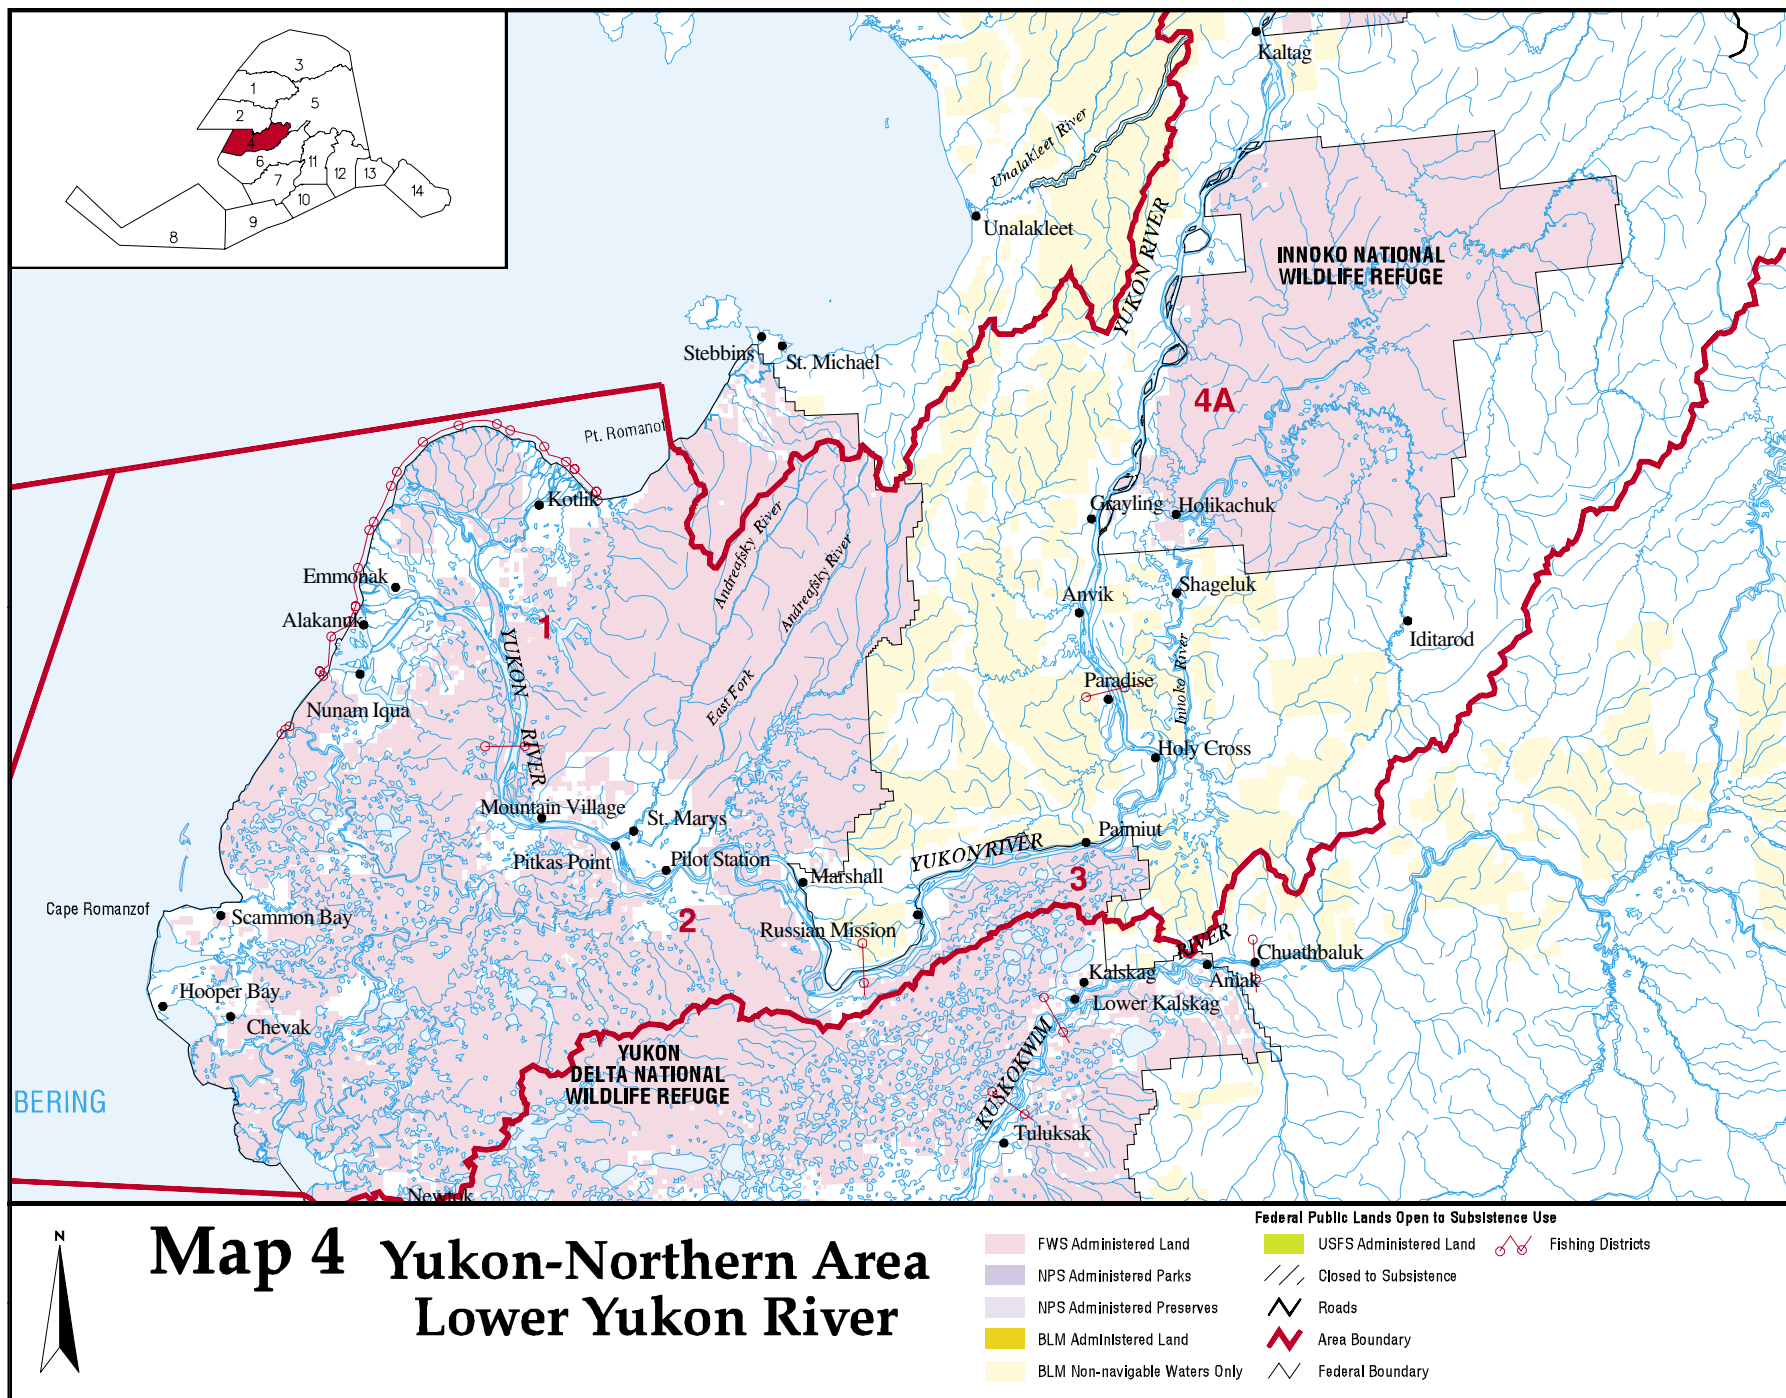 3
1
5
2
4
6
11
7
12
13
14
10
9
8
Kaltag
Unalakleet River
Unalakleet
YUKON RIVER
INNOKO NATIONAL
WILDLIFE REFUGE
Stebbins
St. Michael
4A
Pt. Romanof
Kotlik
Grayling
Holikachuk
Andreafsky River
Andreafsky River
East Fork
Emmonak
Alakanuk
1
Anvik
Shageluk
Iditarod
YUKON
RIVER
Innoko River
Paradise
Nunam Iqua
Holy Cross
Mountain Village
St. Marys
Pitkas Point
Pilot Station
Marshall
YUKON RIVER
Paimiut
3
Cape Romanzof
Scammon Bay
2
Russian Mission
RIVER
Chuathbaluk
Kalskag
Aniak
Hooper Bay
Lower Kalskag
Chevak
KUSKOKWIM
YUKON
DELTA NATIONAL
WILDLIFE REFUGE
BERING
Tuluksak
Newtok
N
Map 4
Yukon-Northern Area
Lower Yukon River
Federal Public Lands Open to Subsistence Use
FWS Administered Land
NPS Administered Parks
NPS Administered Preserves
BLM Administered Land
BLM Non-navigable Waters Only
USFS Administered Land
Closed to Subsistence
Roads
Area Boundary
Federal Boundary
Fishing Districts